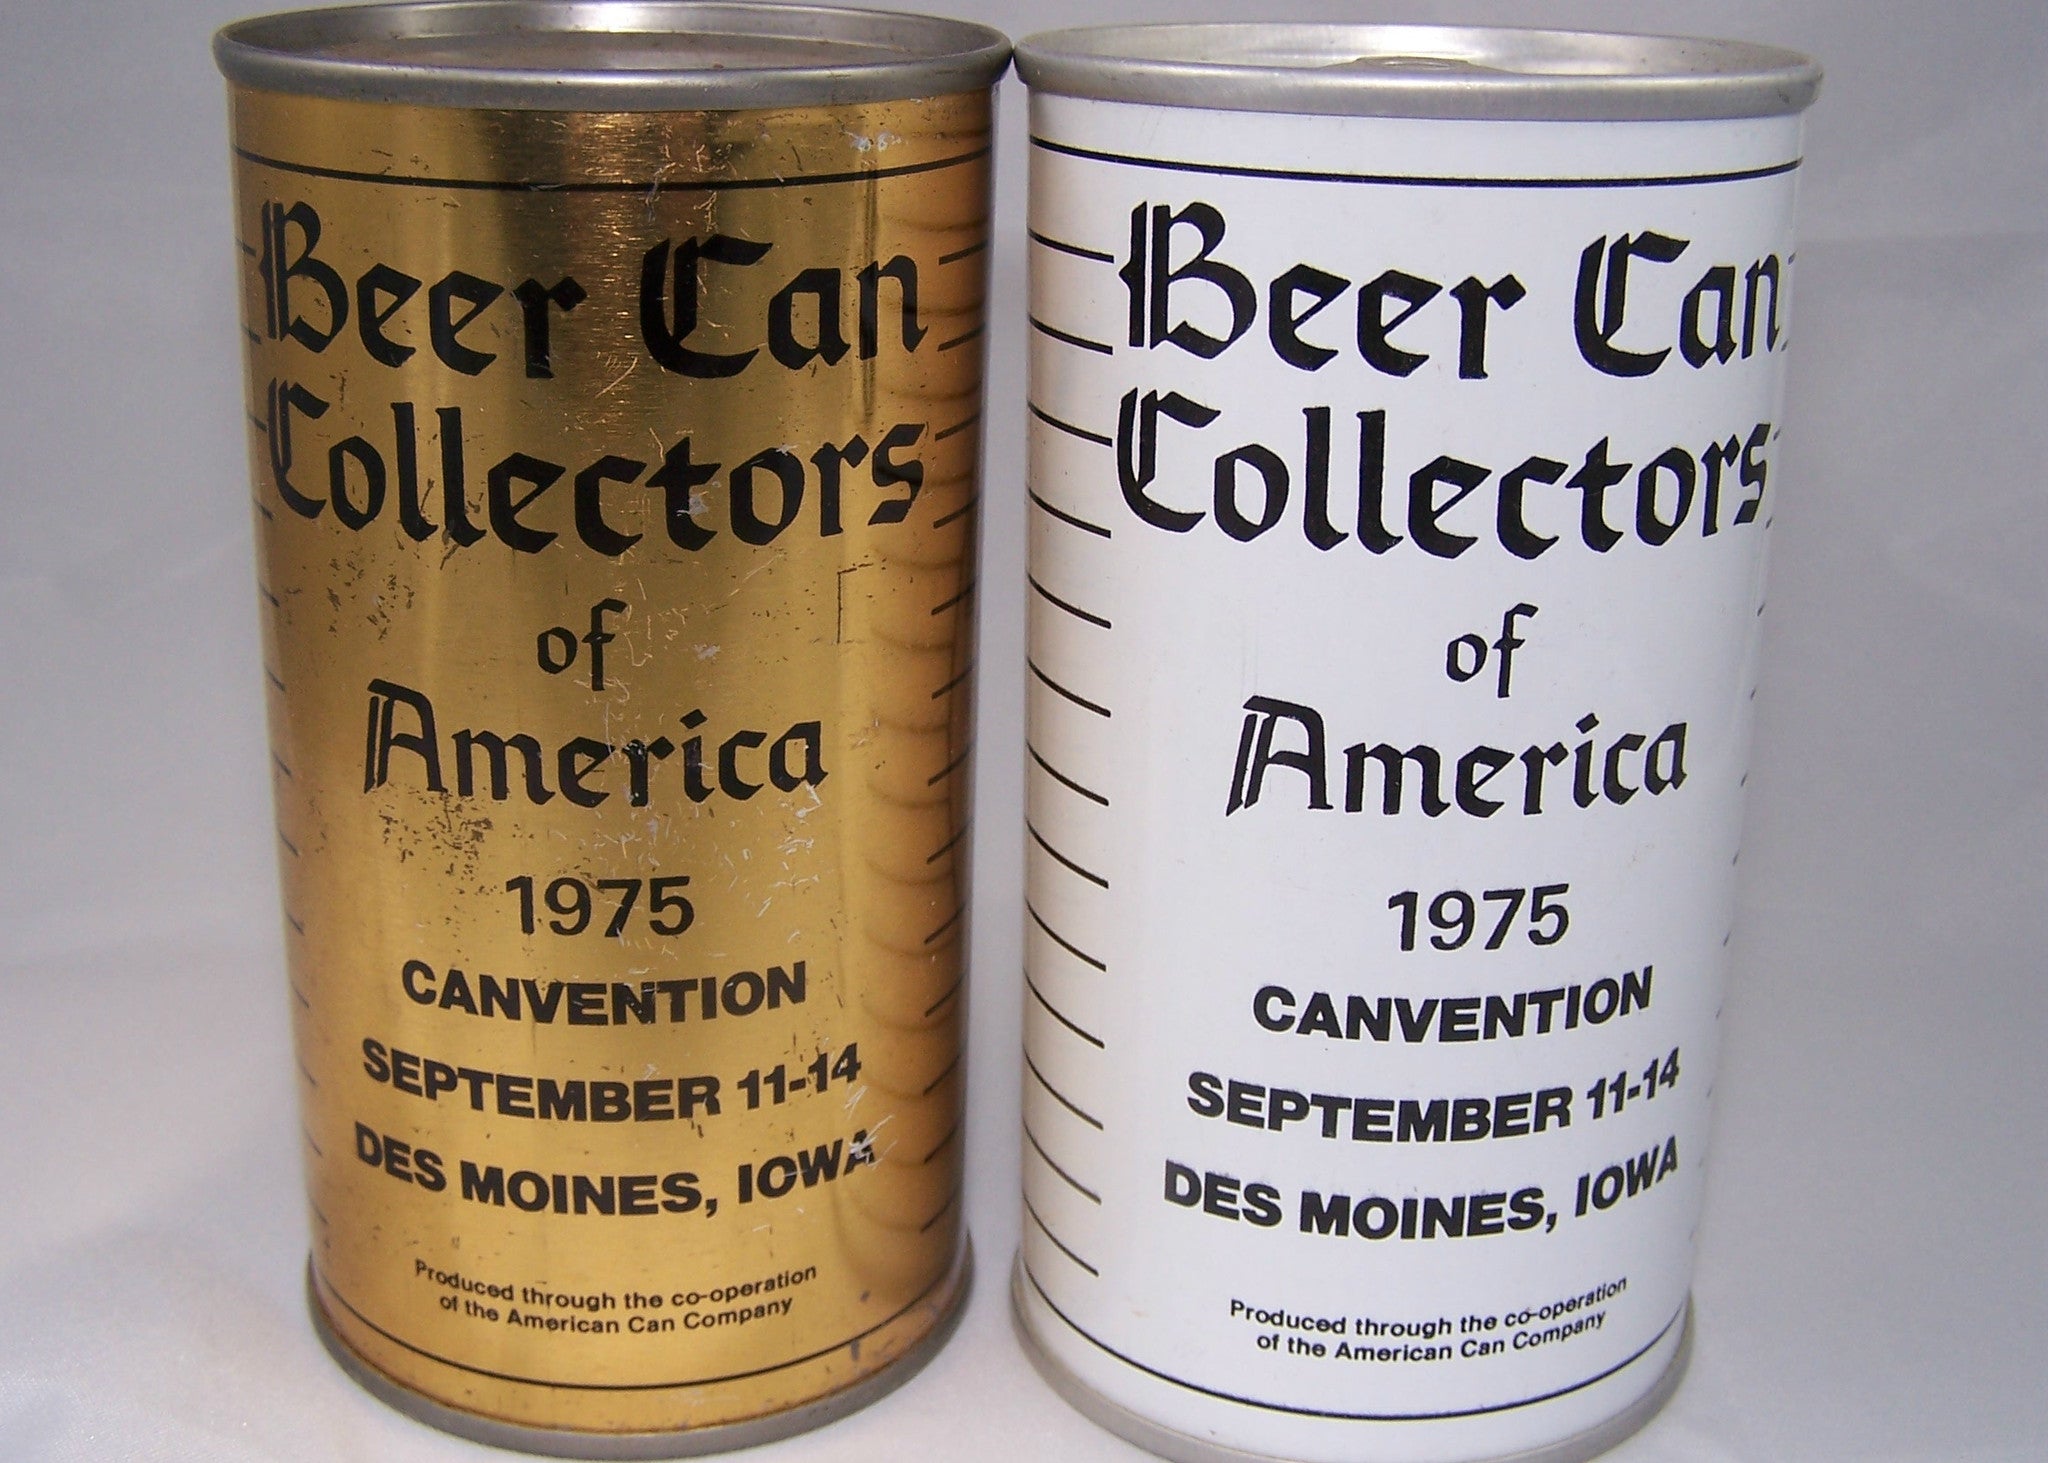 Beer Can
Collectors
of
America
1975
CANVENTION
SEPTEMBER 11-14
DES MOINES, IOWA
Produced through the co-operation
of the American Can Company
Beer Can
Collectors
of
America
1975
CANVENTION
SEPTEMBER 11-14
DES MOINES, IOWA
Produced through the co-operation
of the American Can Company